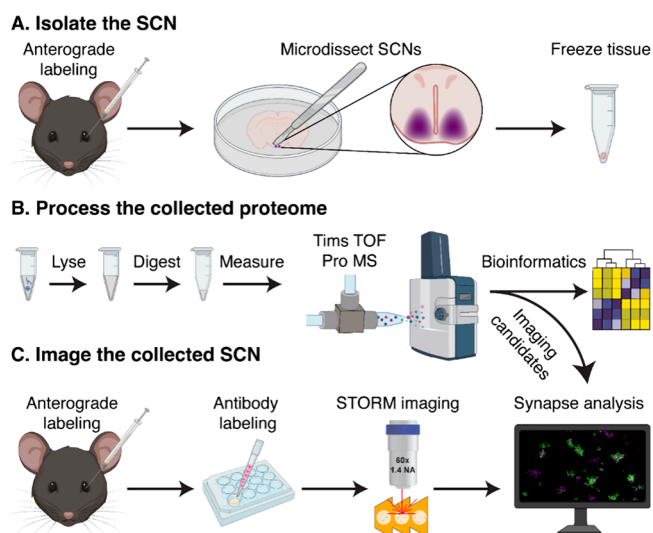 A. Isolate the SCN
Anterograde
labeling
Microdissect SCNs
Freeze tissue
B. Process the collected proteome
Lyse
Digest
Measure
Tims TOF
Pro MS
Bioinformatics
Imaging
candidates
C. Image the collected SCN
Anterograde
labeling
Antibody
labeling
STORM imaging
60x
1.4 NA
Synapse analysis